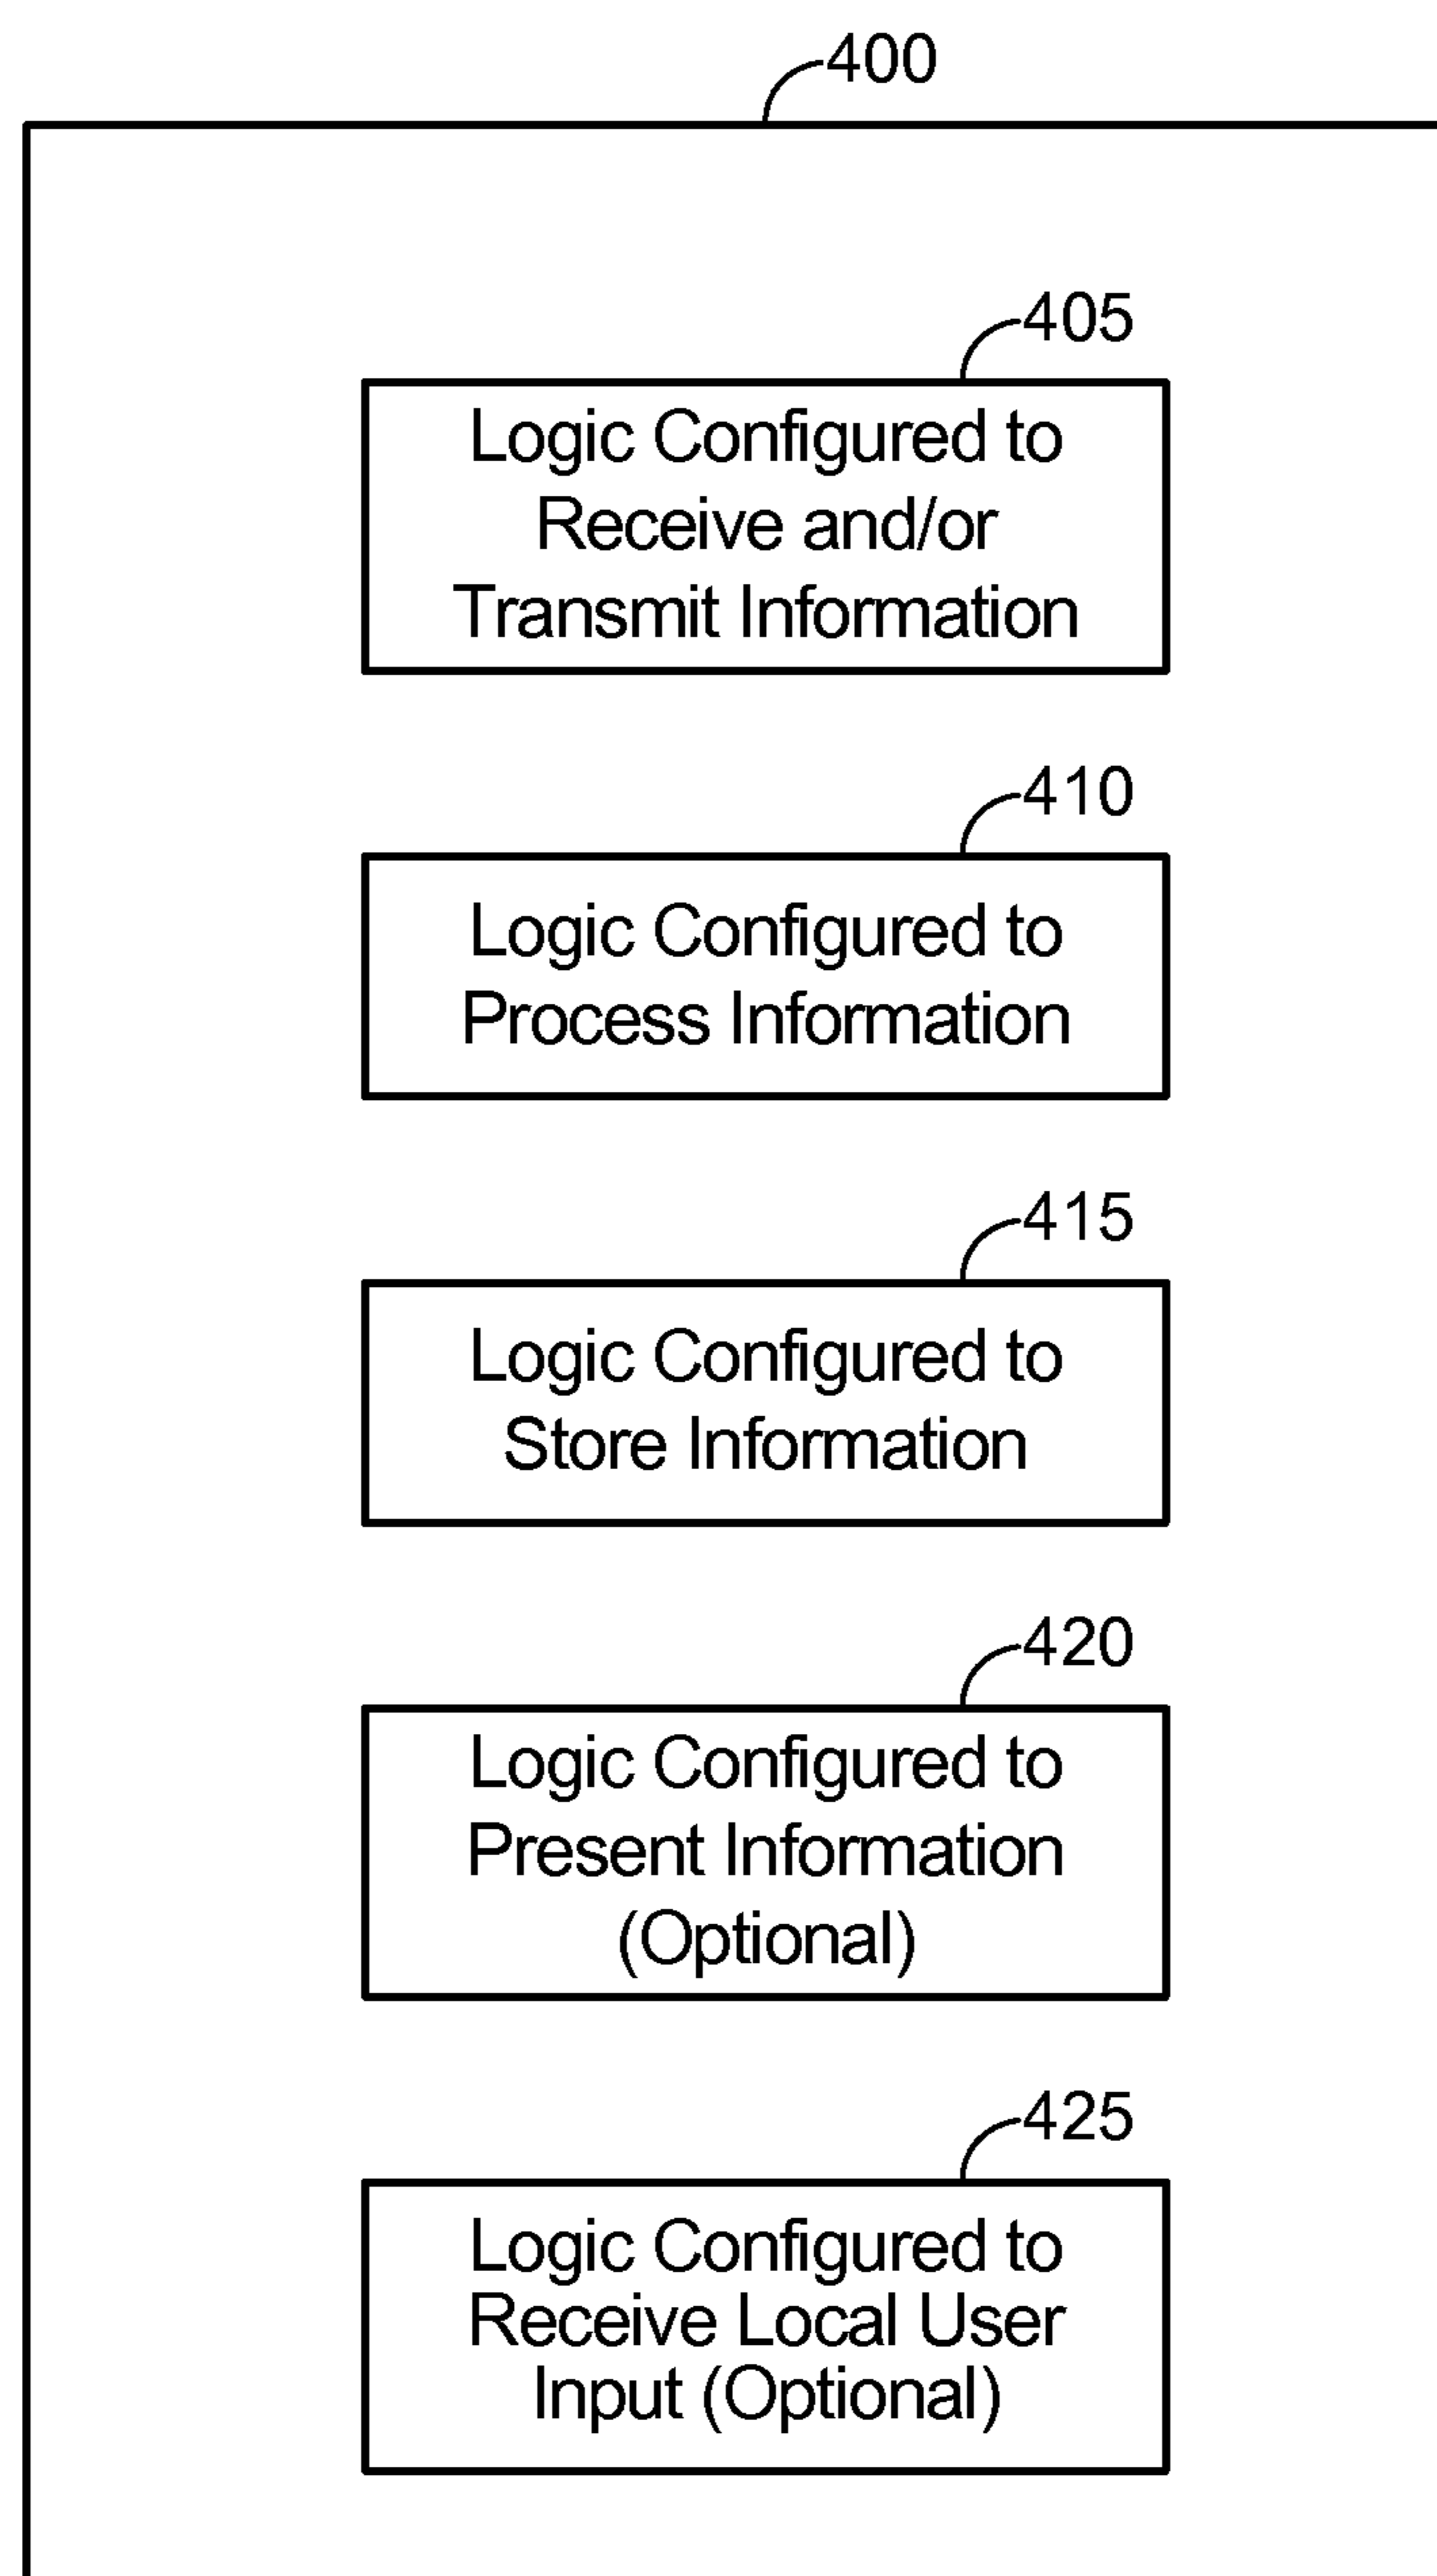 400
405
Logic Configured to
Receive and/or
Transmit Information
410
Logic Configured to
Process Information
415
Logic Configured to
Store Information
420
Logic Configured to
Present Information
(Optional)
425
Logic Configured to
Receive Local User
Input (Optional)